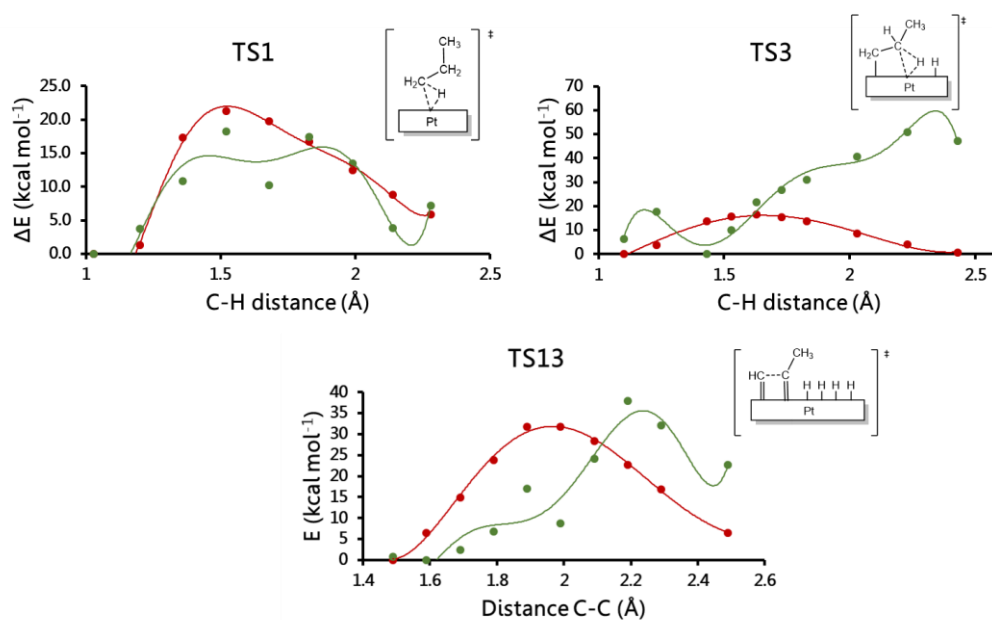 TS1
ΔE (kcal mol⁻¹)
25.0
20.0
15.0
10.0
5.0
0.0
1
1.5
2
2.5
C-H distance (Å)
‡
CH₃
CH₂
H₂C
H
Pt
TS3
ΔE (kcal mol⁻¹)
70
60
50
40
30
20
10
0
1
1.5
2
2.5
C-H distance (Å)
‡
CH₃
H
C
H₂C
H
H
Pt
TS13
E (kcal mol⁻¹)
40
35
30
25
20
15
10
5
0
1.4
1.6
1.8
2
2.2
2.4
2.6
Distance C-C (Å)
‡
CH₃
HC
C
H H H H
Pt